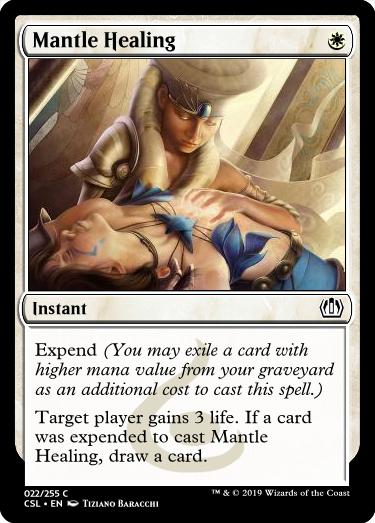 Mantle Healing
Instant
Expend (You may exile a card with
higher mana value from your graveyard
as an additional cost to cast this spell.)
Target player gains 3 life. If a card
was expended to cast Mantle
Healing, draw a card.
022/255 C
CSL • EN Tiziano Baracchi
™ & © 2019 Wizards of the Coast